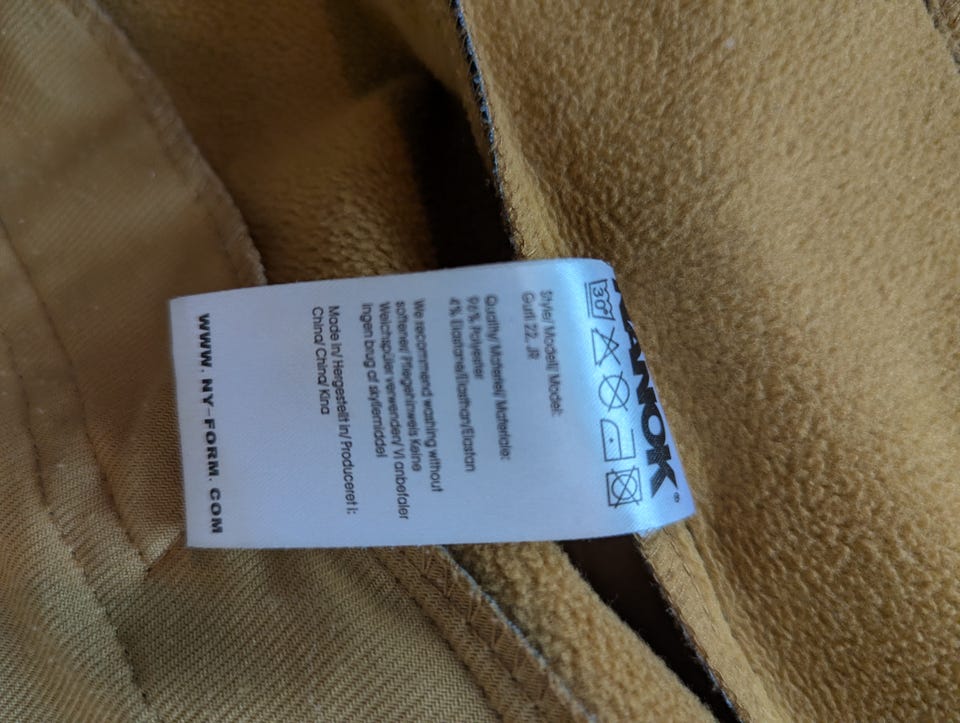 30°
Style/ Modell/ Model:
22, JR
Quality/ Materiel/ Materiale:
96% Polyester
4% Elastane/Elasthan/Elastan
We recommend washing without
softener/ Pflegehinweis Keine
Weichspüler verwenden/ Vi anbefaler
ingen brug af skyllemiddel
Made in/ Hergestellt in/ Produceret i:
China/ China/ Kina
WWW. NY-FORM. COM